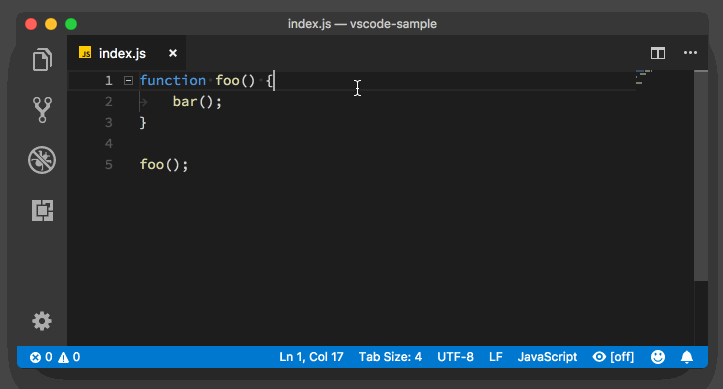 index.js — vscode-sample
JS index.js ×
1 function foo() {
2 bar();
3 }
4
5 foo();
0 0 Ln 1, Col 17 Tab Size: 4 UTF-8 LF JavaScript [off]